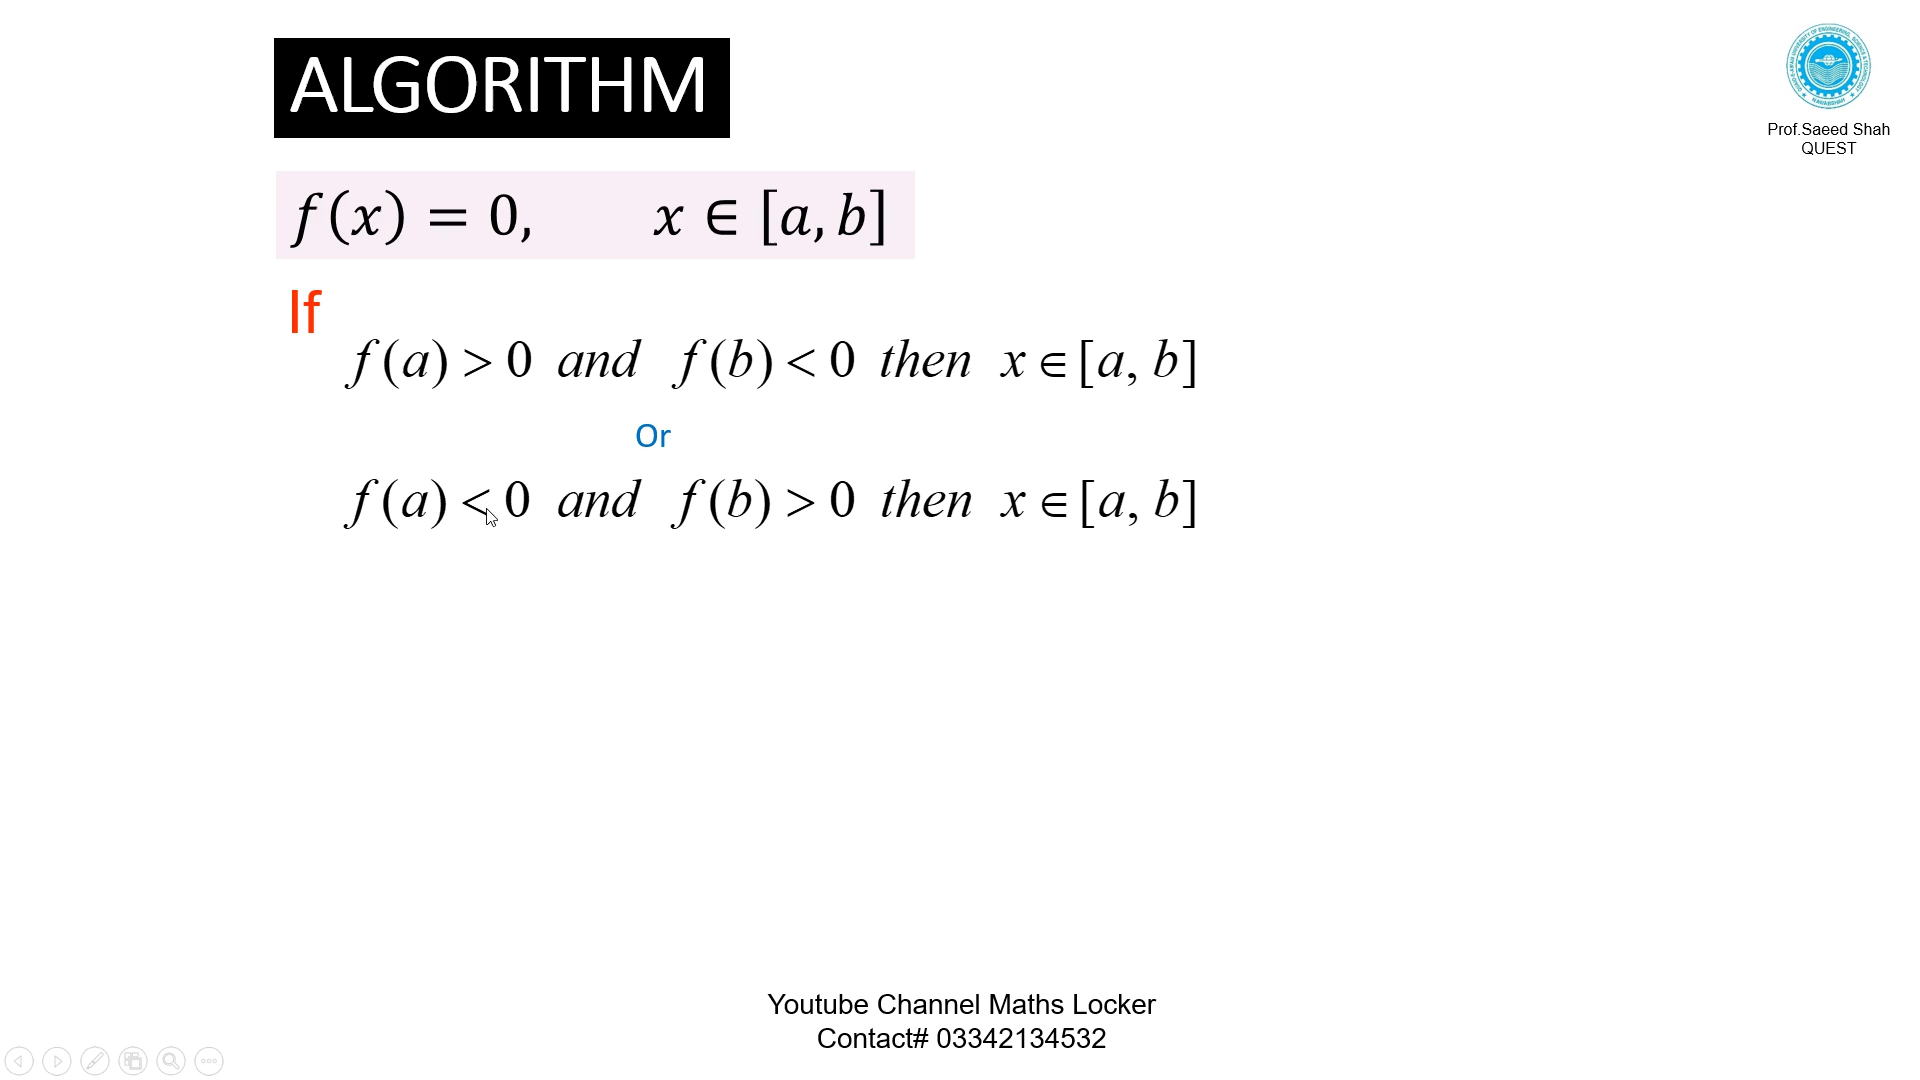 ALGORITHM
Prof.Saeed Shah
QUEST
f(x) = 0, x ∈ [a, b]
If
f(a) > 0 and f(b) < 0 then x ∈ [a, b]
Or
f(a) < 0 and f(b) > 0 then x ∈ [a, b]
Youtube Channel Maths Locker
Contact# 03342134532